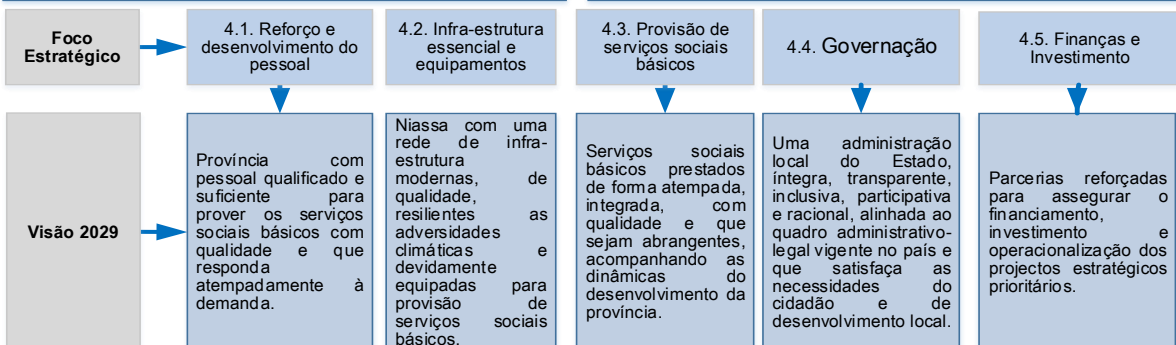 Foco
Estratégico
4.1. Reforço e
desenvolvimento do
pessoal
4.2. Infra-estrutura
essencial e
equipamentos
4.3. Provisão de
serviços sociais
básicos
4.4. Governação
4.5. Finanças e
Investimento
Visão 2029
Província com
pessoal qualificado e
suficiente para
prover os serviços
sociais básicos com
qualidade e que
responda
atempadamente à
demanda.
Niassa com uma
rede de infra-
estrutura
modernas, de
qualidade,
resilientes as
adversidades
climáticas e
devidamente
equipadas para
provisão de
serviços sociais
básicos.
Serviços sociais
básicos prestados
de forma atempada,
integrada, com
qualidade e que
sejam abrangentes,
acompanhando as
dinâmicas do
desenvolvimento da
província.
Uma administração
local do Estado,
íntegra, transparente,
inclusiva, participativa
e racional, alinhada ao
quadro administrativo-
legal vigente no país e
que satisfaça as
necessidades do
cidadão e de
desenvolvimento local.
Parcerias reforçadas
para assegurar o
financiamento,
investimento e
operacionalização dos
projectos estratégicos
prioritários.